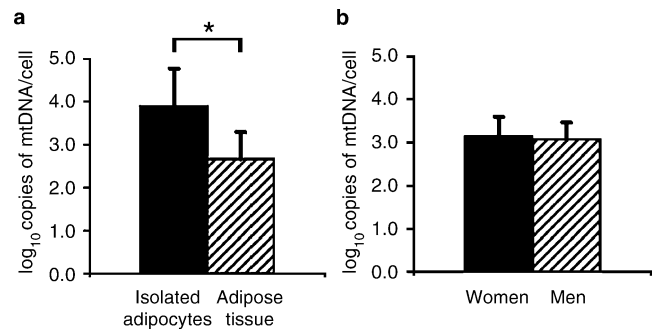 a
*
log10 copies of mtDNA/cell
5.0
4.0
3.0
2.0
1.0
0.0
Isolated adipocytes
Adipose tissue
b
log10 copies of mtDNA/cell
5.0
4.0
3.0
2.0
1.0
0.0
Women Men